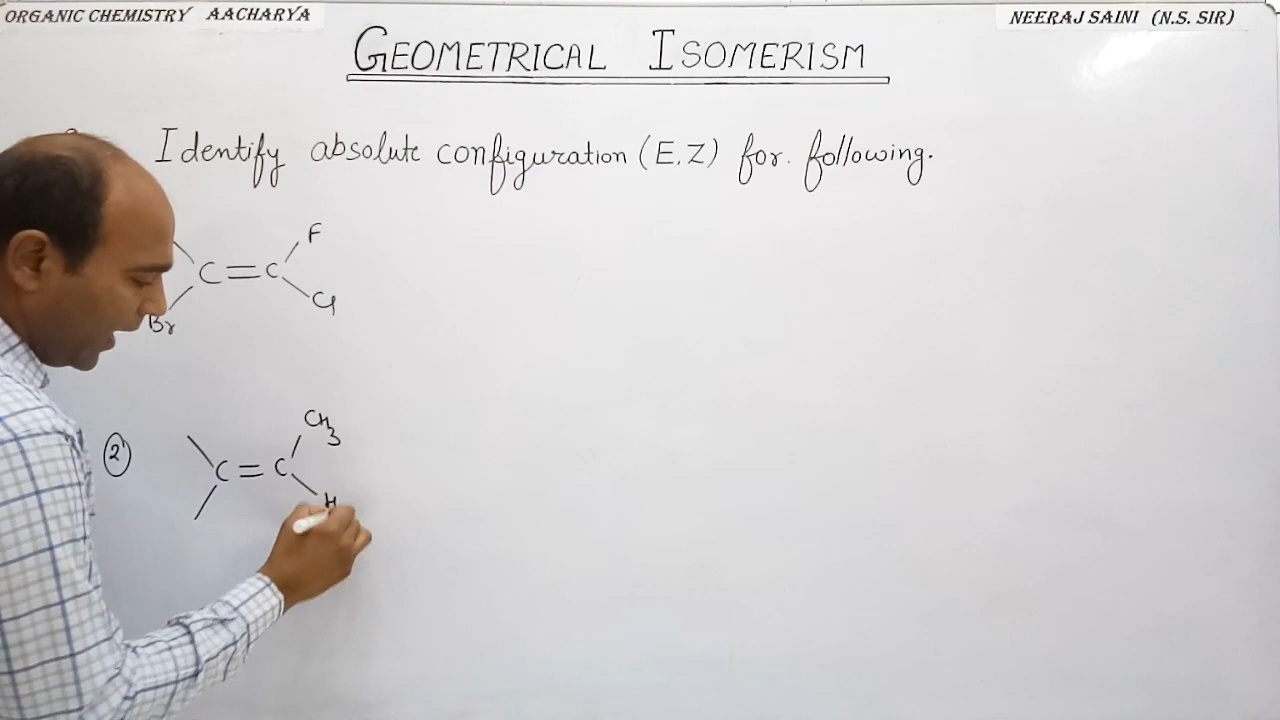 ORGANIC CHEMISTRY AACHARYA
NEERAJ SAINI (N.S. SIR)
GEOMETRICAL ISOMERISM
Identify absolute configuration (E,Z) for following.
F
C=C
Cl
Br
CH3
2
C=C
H